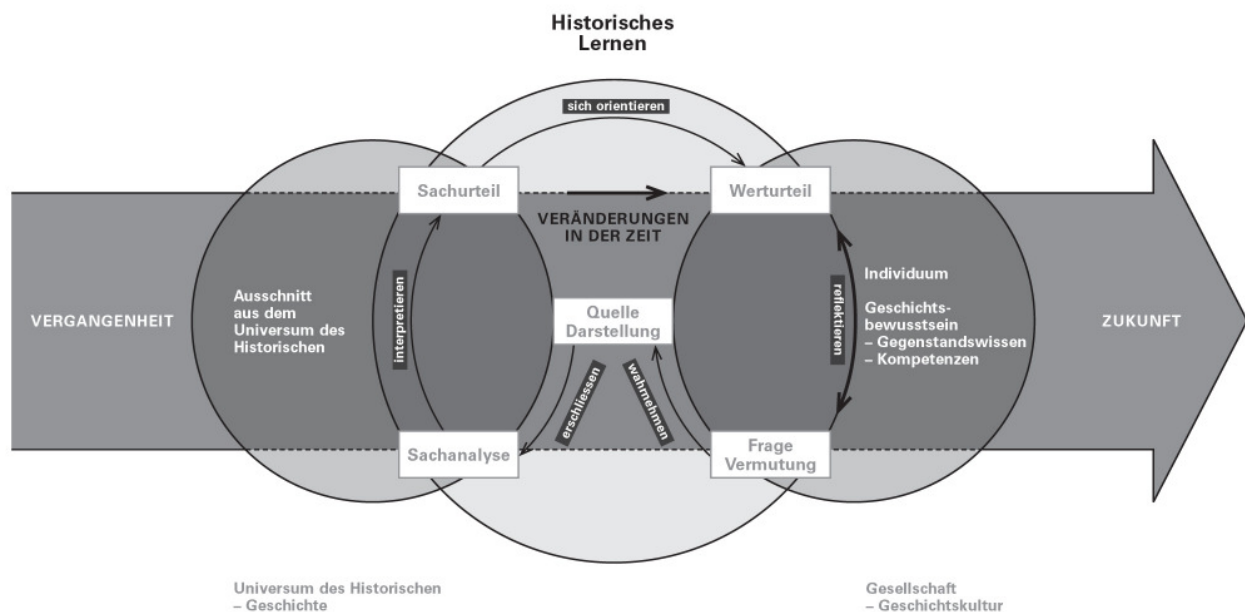 Historisches
Lernen
sich orientieren
Sachurteil
Werturteil
VERÄNDERUNGEN
IN DER ZEIT
VERGANGENHEIT
Ausschnitt
aus dem
Universum des
Historischen
interpretieren
Quelle
Darstellung
reflektieren
Individuum
Geschichts-
bewusstsein
– Gegenstandswissen
– Kompetenzen
ZUKUNFT
erschliessen
wahrnehmen
Sachanalyse
Frage
Vermutung
Universum des Historischen
– Geschichte
Gesellschaft
– Geschichtskultur